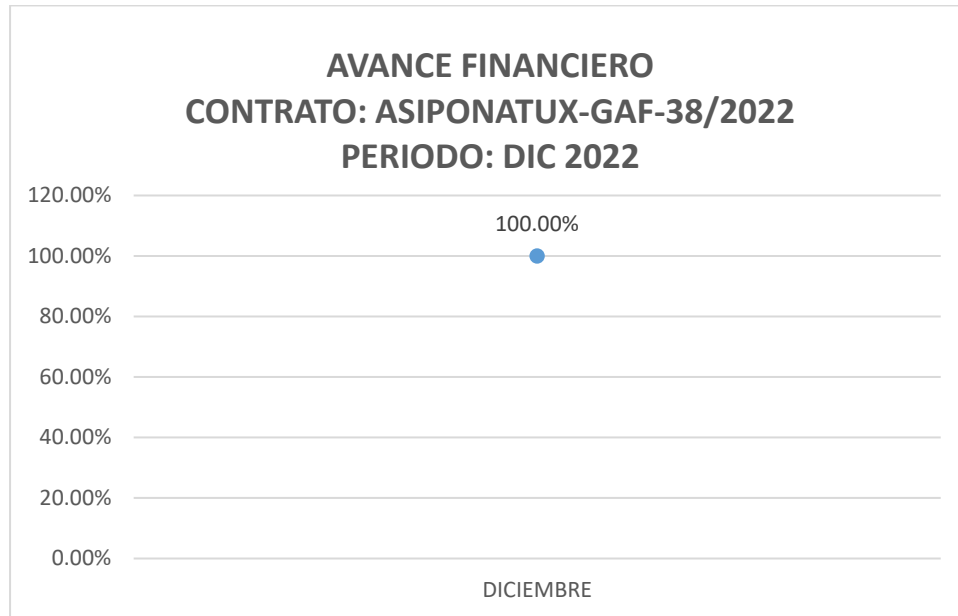 AVANCE FINANCIERO
CONTRATO: ASIPONATUX-GAF-38/2022
PERIODO: DIC 2022
120.00%
100.00%
100.00%
80.00%
60.00%
40.00%
20.00%
0.00%
DICIEMBRE